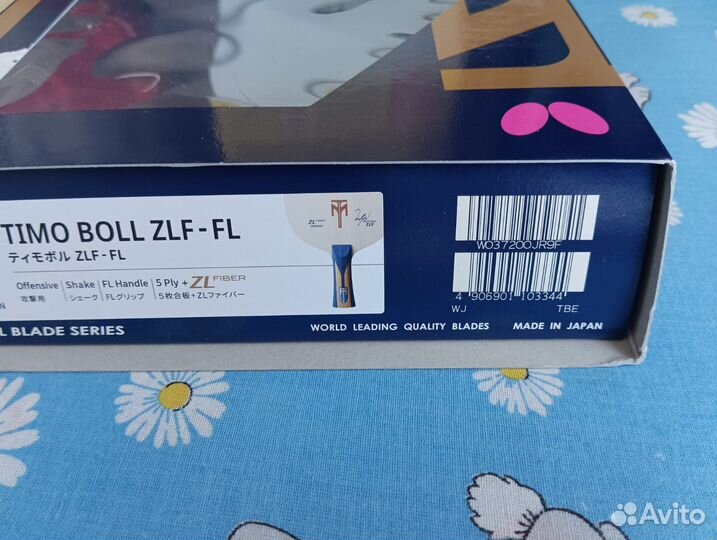 TIMO BOLL ZLF-FL
ティモボル ZLF-FL
Offensive Shake FL Handle 5 Ply + ZL FIBER
攻撃用 シェーク FLグリップ 5枚合板+ZLファイバー
ZLF
W037200JR9F
4 906901 103344
WJ TBE
L BLADE SERIES
WORLD LEADING QUALITY BLADES MADE IN JAPAN
Avito